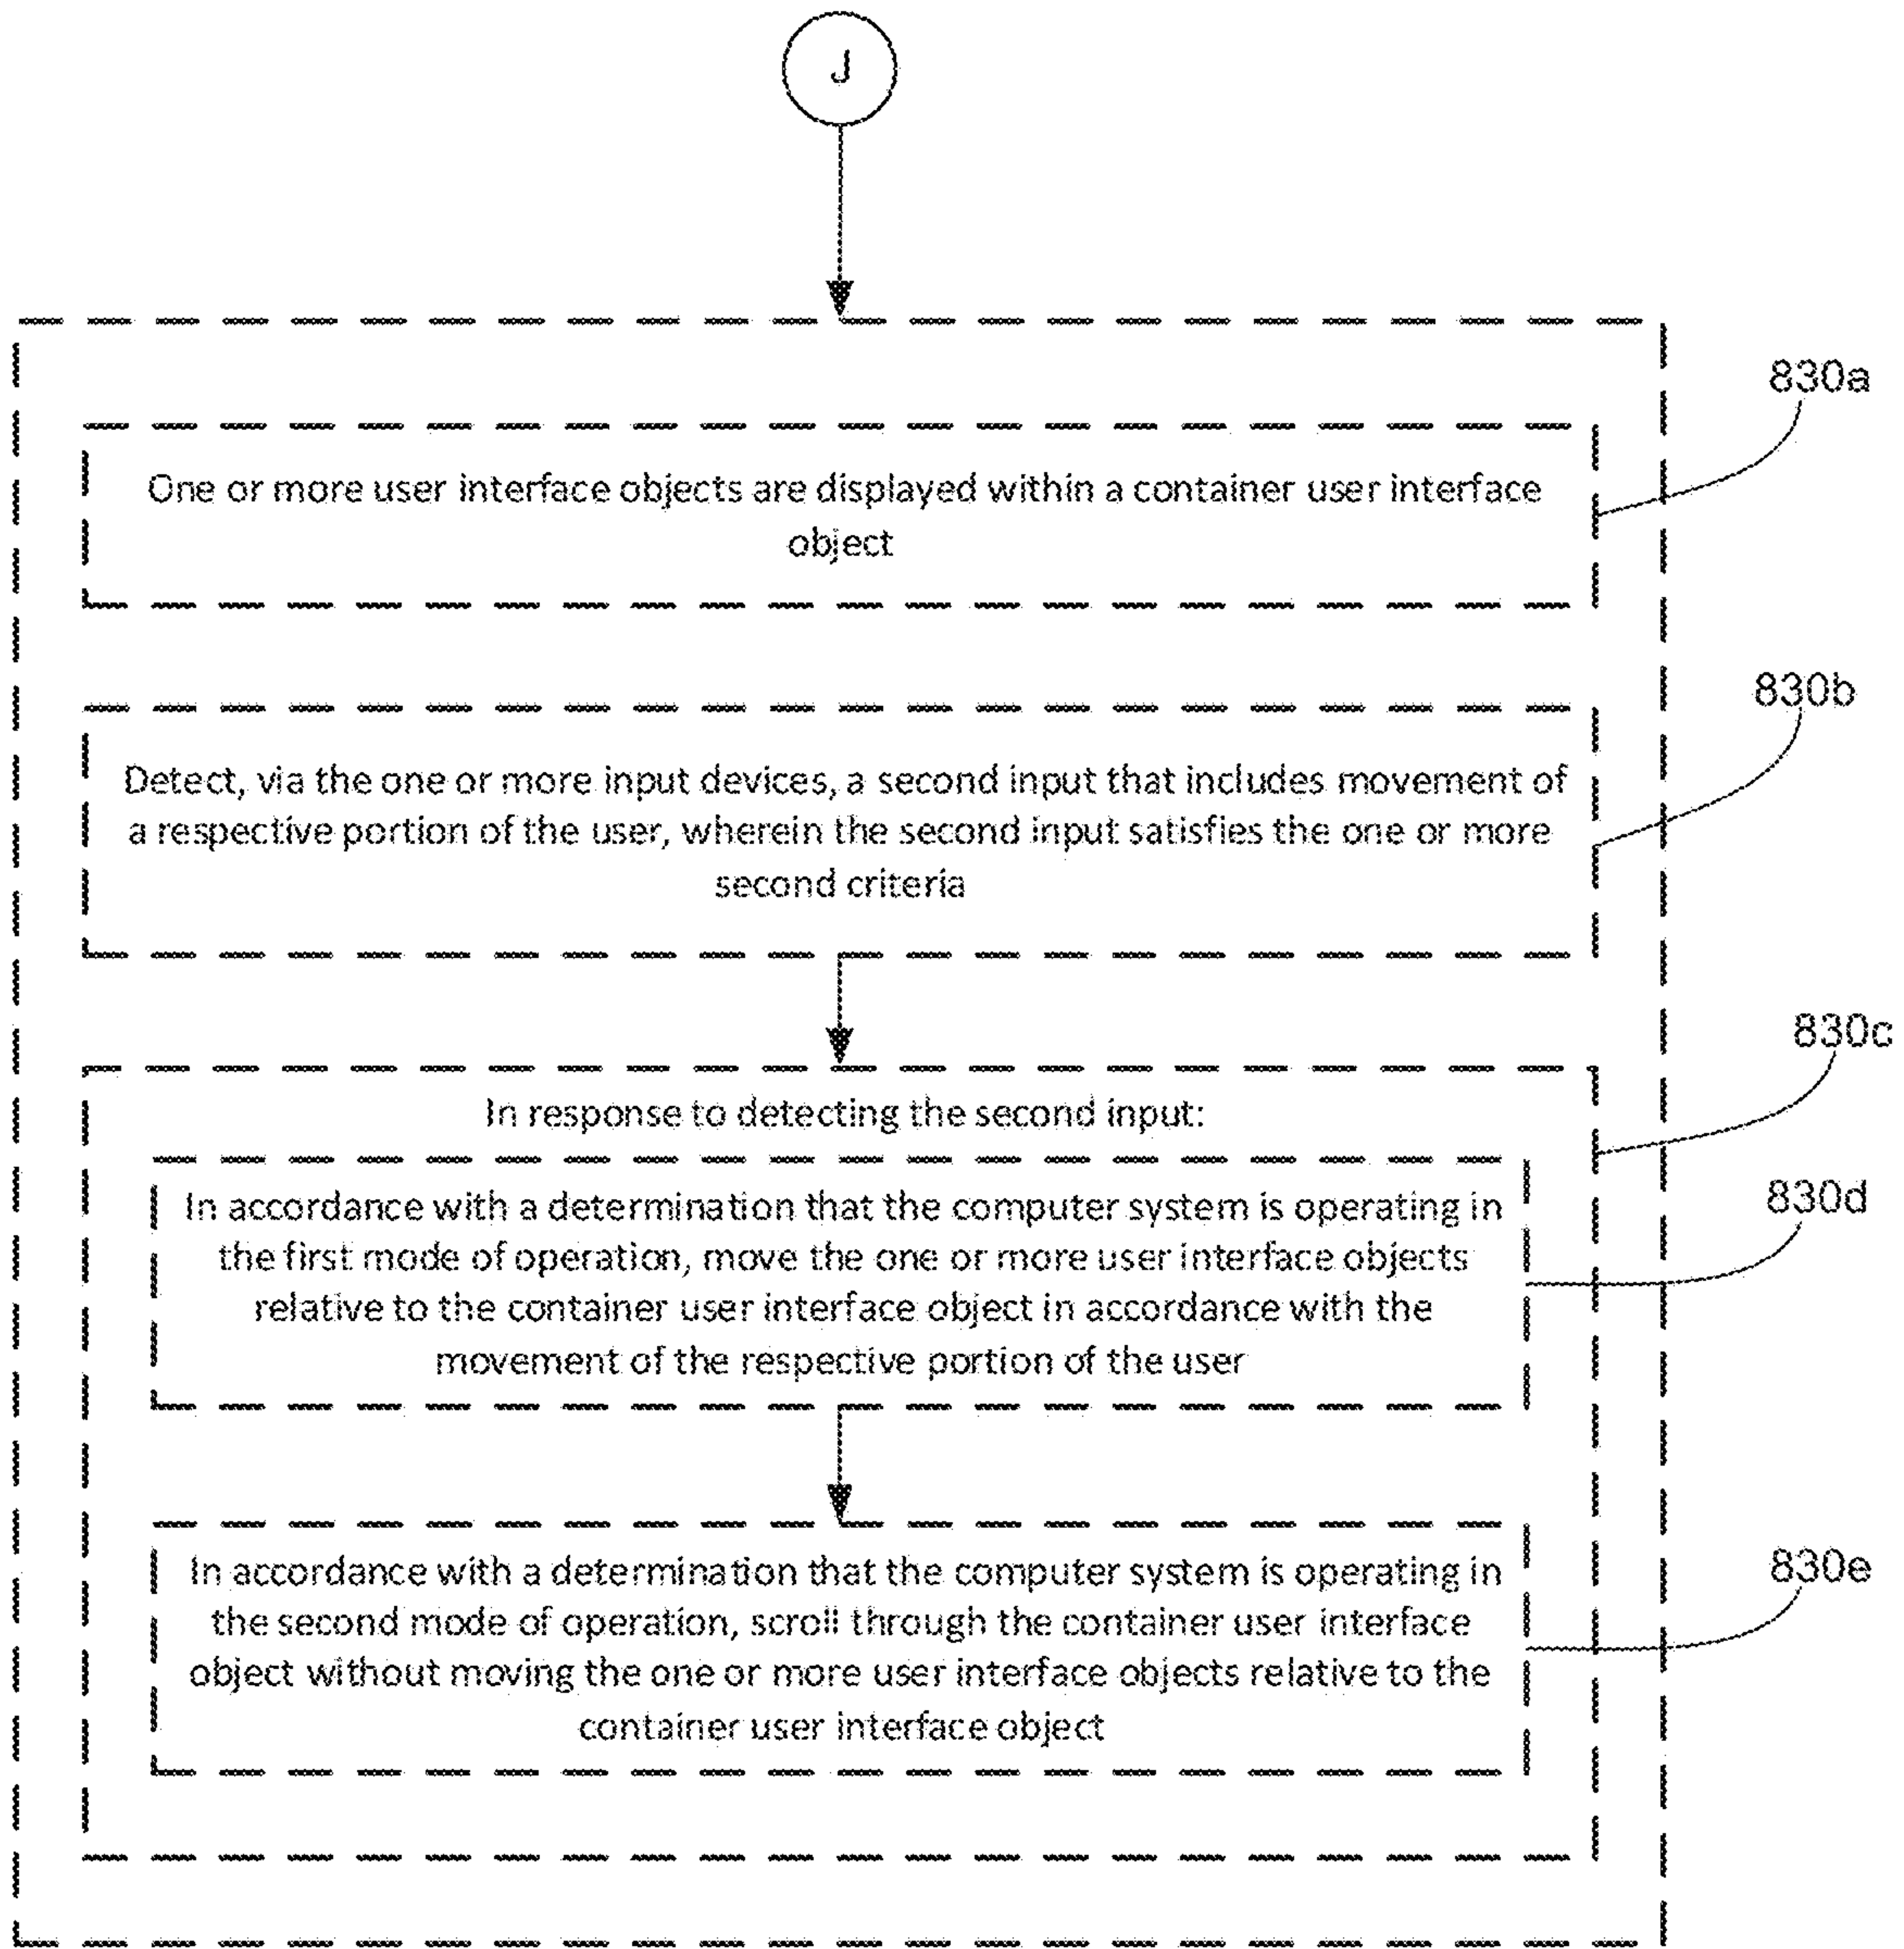 J
830a
One or more user interface objects are displayed within a container user interface
object
830b
Detect, via the one or more input devices, a second input that includes movement of
a respective portion of the user, wherein the second input satisfies the one or more
second criteria
830c
In response to detecting the second input:
830d
In accordance with a determination that the computer system is operating in
the first mode of operation, move the one or more user interface objects
relative to the container user interface object in accordance with the
movement of the respective portion of the user
830e
In accordance with a determination that the computer system is operating in
the second mode of operation, scroll through the container user interface
object without moving the one or more user interface objects relative to the
container user interface object